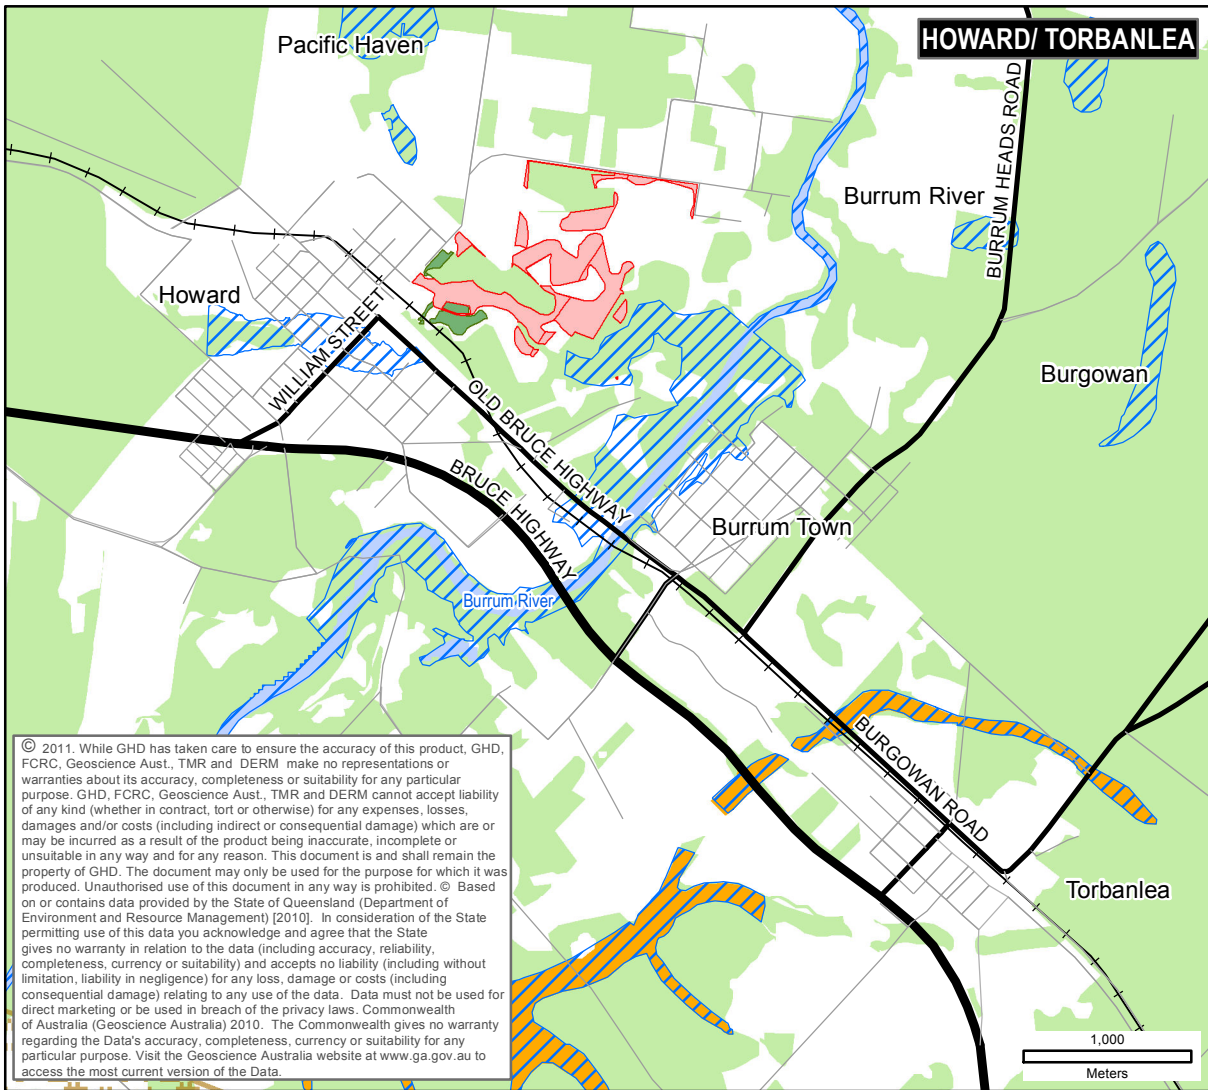 HOWARD/ TORBANLEA
Pacific Haven
BURRUM HEADS ROAD
Burrum River
Howard
WILLIAM STREET
Burgowan
OLD BRUCE HIGHWAY
BRUCE HIGHWAY
Burrum Town
Burrum River
BURGOWAN ROAD
Torbanlea
© 2011. While GHD has taken care to ensure the accuracy of this product, GHD,
FCRC, Geoscience Aust., TMR and DERM make no representations or
warranties about its accuracy, completeness or suitability for any particular
purpose. GHD, FCRC, Geoscience Aust., TMR and DERM cannot accept liability
of any kind (whether in contract, tort or otherwise) for any expenses, losses,
damages and/or costs (including indirect or consequential damage) which are or
may be incurred as a result of the product being inaccurate, incomplete or
unsuitable in any way and for any reason. This document is and shall remain the
property of GHD. The document may only be used for the purpose for which it was
produced. Unauthorised use of this document in any way is prohibited. © Based
on or contains data provided by the State of Queensland (Department of
Environment and Resource Management) [2010]. In consideration of the State
permitting use of this data you acknowledge and agree that the State
gives no warranty in relation to the data (including accuracy, reliability,
completeness, currency or suitability) and accepts no liability (including without
limitation, liability in negligence) for any loss, damage or costs (including
consequential damage) relating to any use of the data. Data must not be used for
direct marketing or be used in breach of the privacy laws. Commonwealth
of Australia (Geoscience Australia) 2010. The Commonwealth gives no warranty
regarding the Data's accuracy, completeness, currency or suitability for any
particular purpose. Visit the Geoscience Australia website at www.ga.gov.au to
access the most current version of the Data.
1,000
Meters